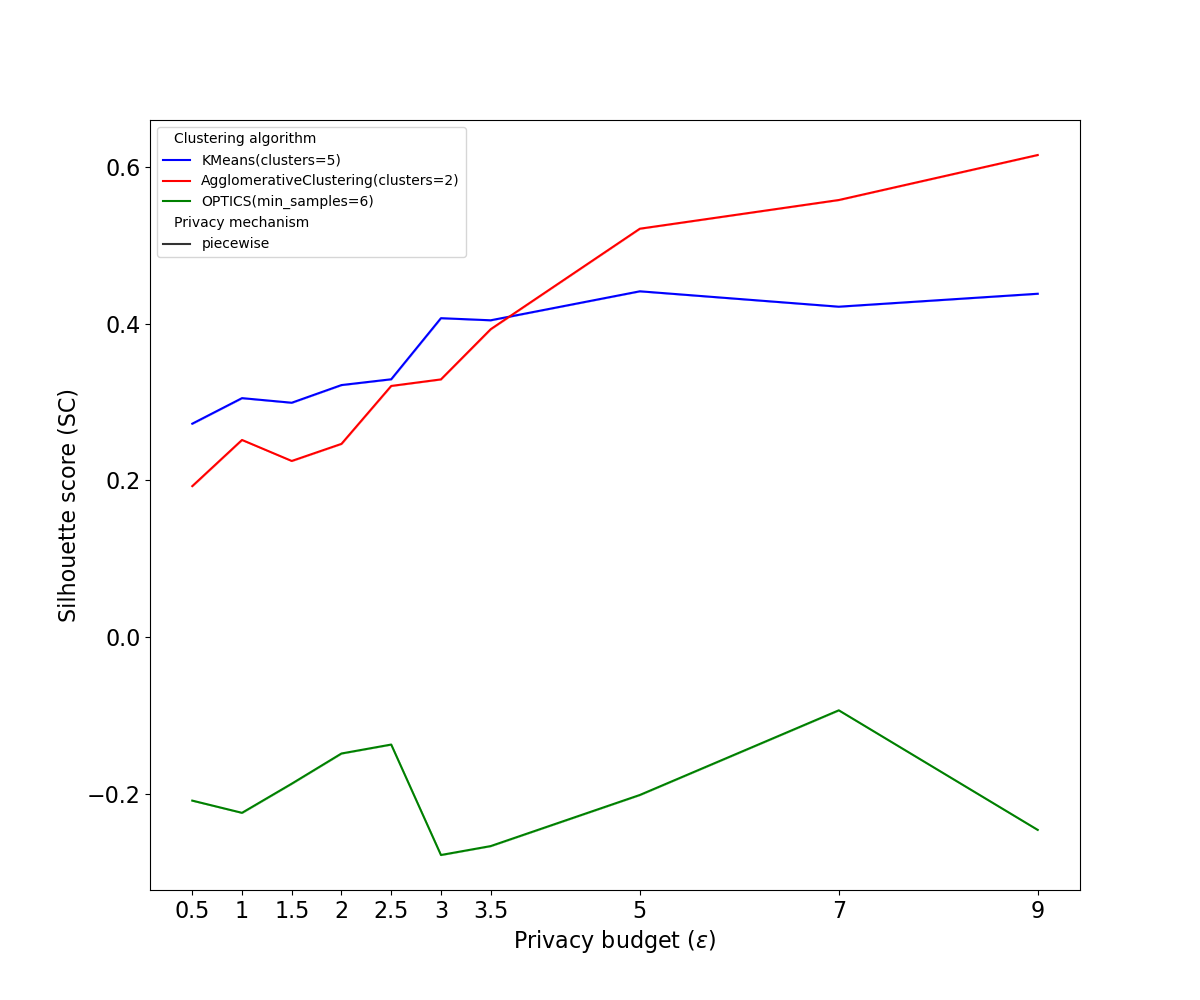 Clustering algorithm
KMeans(clusters=5)
AgglomerativeClustering(clusters=2)
OPTICS(min_samples=6)
Privacy mechanism
piecewise
0.6
0.4
0.2
0.0
−0.2
Silhouette score (SC)
0.5 1 1.5 2 2.5 3 3.5 5 7 9
Privacy budget (ε)